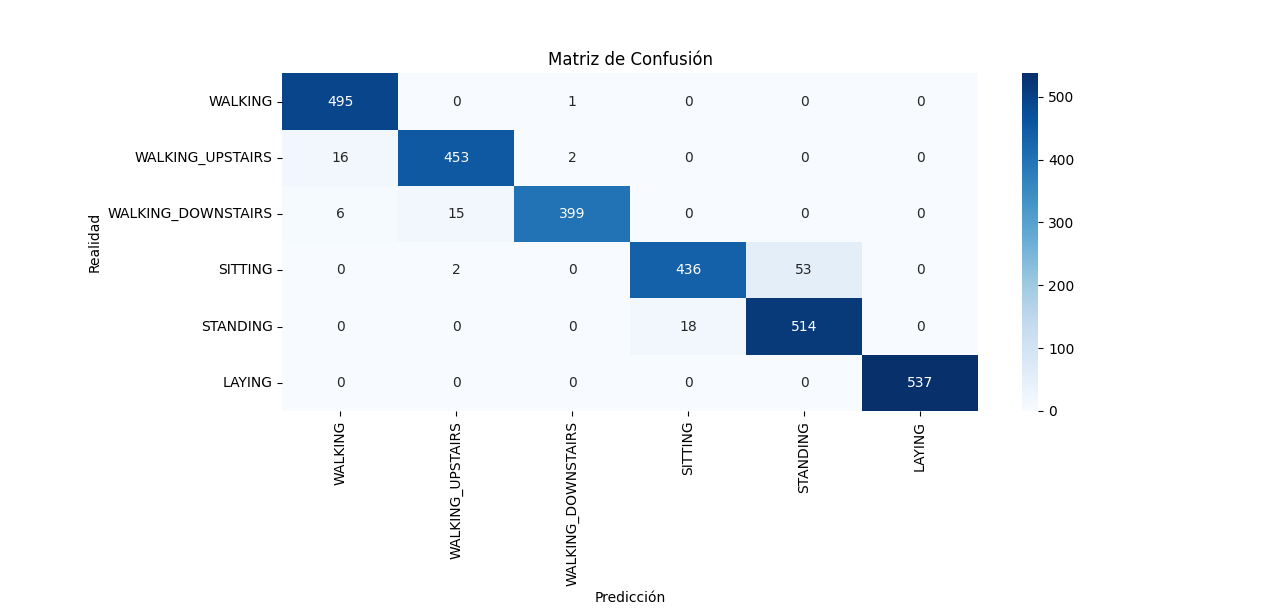 Matriz de Confusión
Realidad
WALKING 495 0 1 0 0 0
WALKING_UPSTAIRS 16 453 2 0 0 0
WALKING_DOWNSTAIRS 6 15 399 0 0 0
SITTING 0 2 0 436 53 0
STANDING 0 0 0 18 514 0
LAYING 0 0 0 0 0 537
WALKING
WALKING_UPSTAIRS
WALKING_DOWNSTAIRS
SITTING
STANDING
LAYING
Predicción
500
400
300
200
100
0